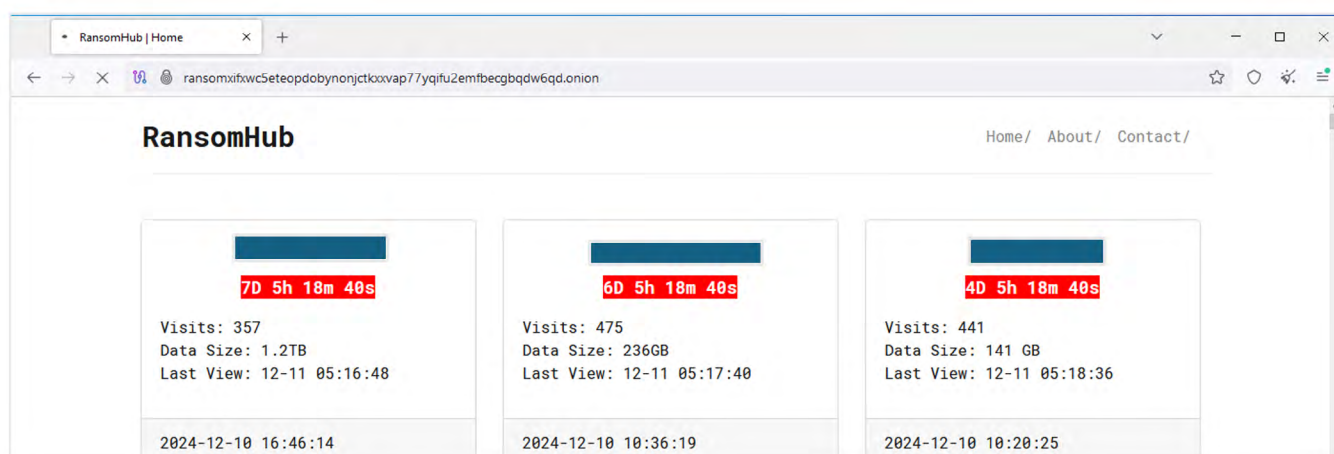 RansomHub | Home
ransomxifxwc5eteopdobynonjctkxxvap77yqifu2emfbecgbqdw6qd.onion
RansomHub
Home/ About/ Contact/
7D 5h 18m 40s
Visits: 357
Data Size: 1.2TB
Last View: 12-11 05:16:48
2024-12-10 16:46:14
6D 5h 18m 40s
Visits: 475
Data Size: 236GB
Last View: 12-11 05:17:40
2024-12-10 10:36:19
4D 5h 18m 40s
Visits: 441
Data Size: 141 GB
Last View: 12-11 05:18:36
2024-12-10 10:20:25